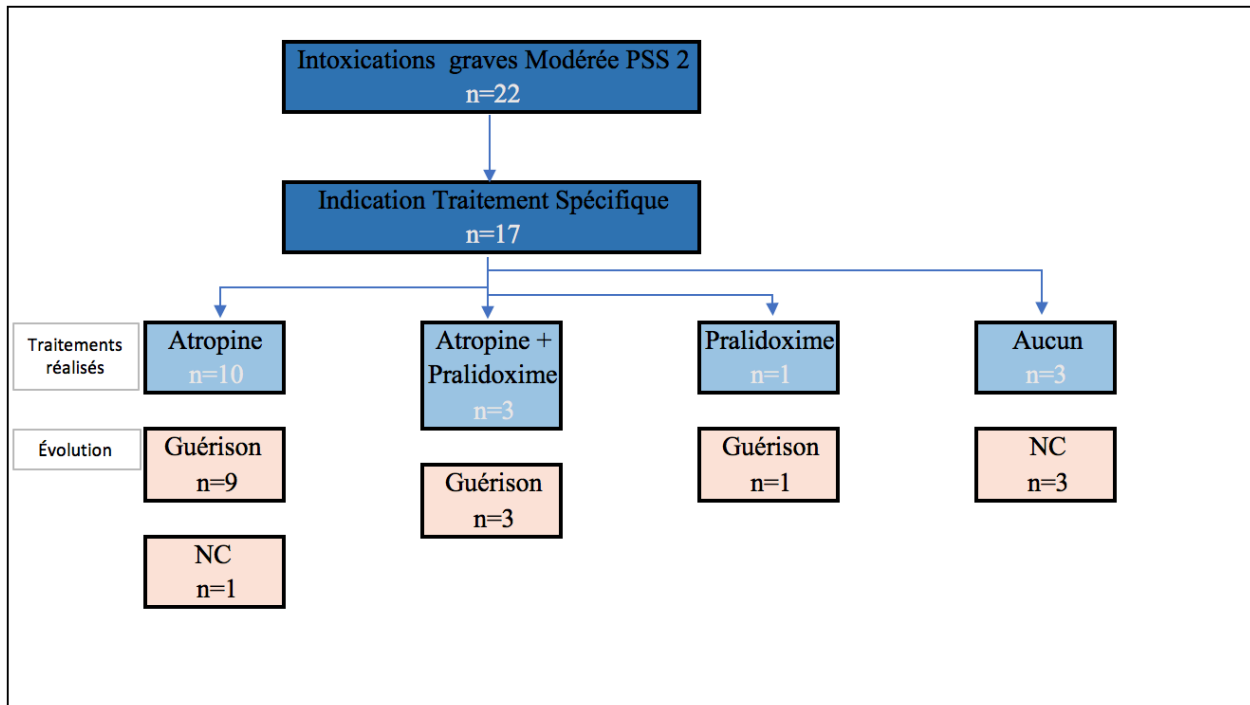 Intoxications graves Modérée PSS 2
n=22
Indication Traitement Spécifique
n=17
Traitements
réalisés
Atropine
n=10
Atropine +
Pralidoxime
n=3
Pralidoxime
n=1
Aucun
n=3
Évolution
Guérison
n=9
Guérison
n=3
Guérison
n=1
NC
n=3
NC
n=1